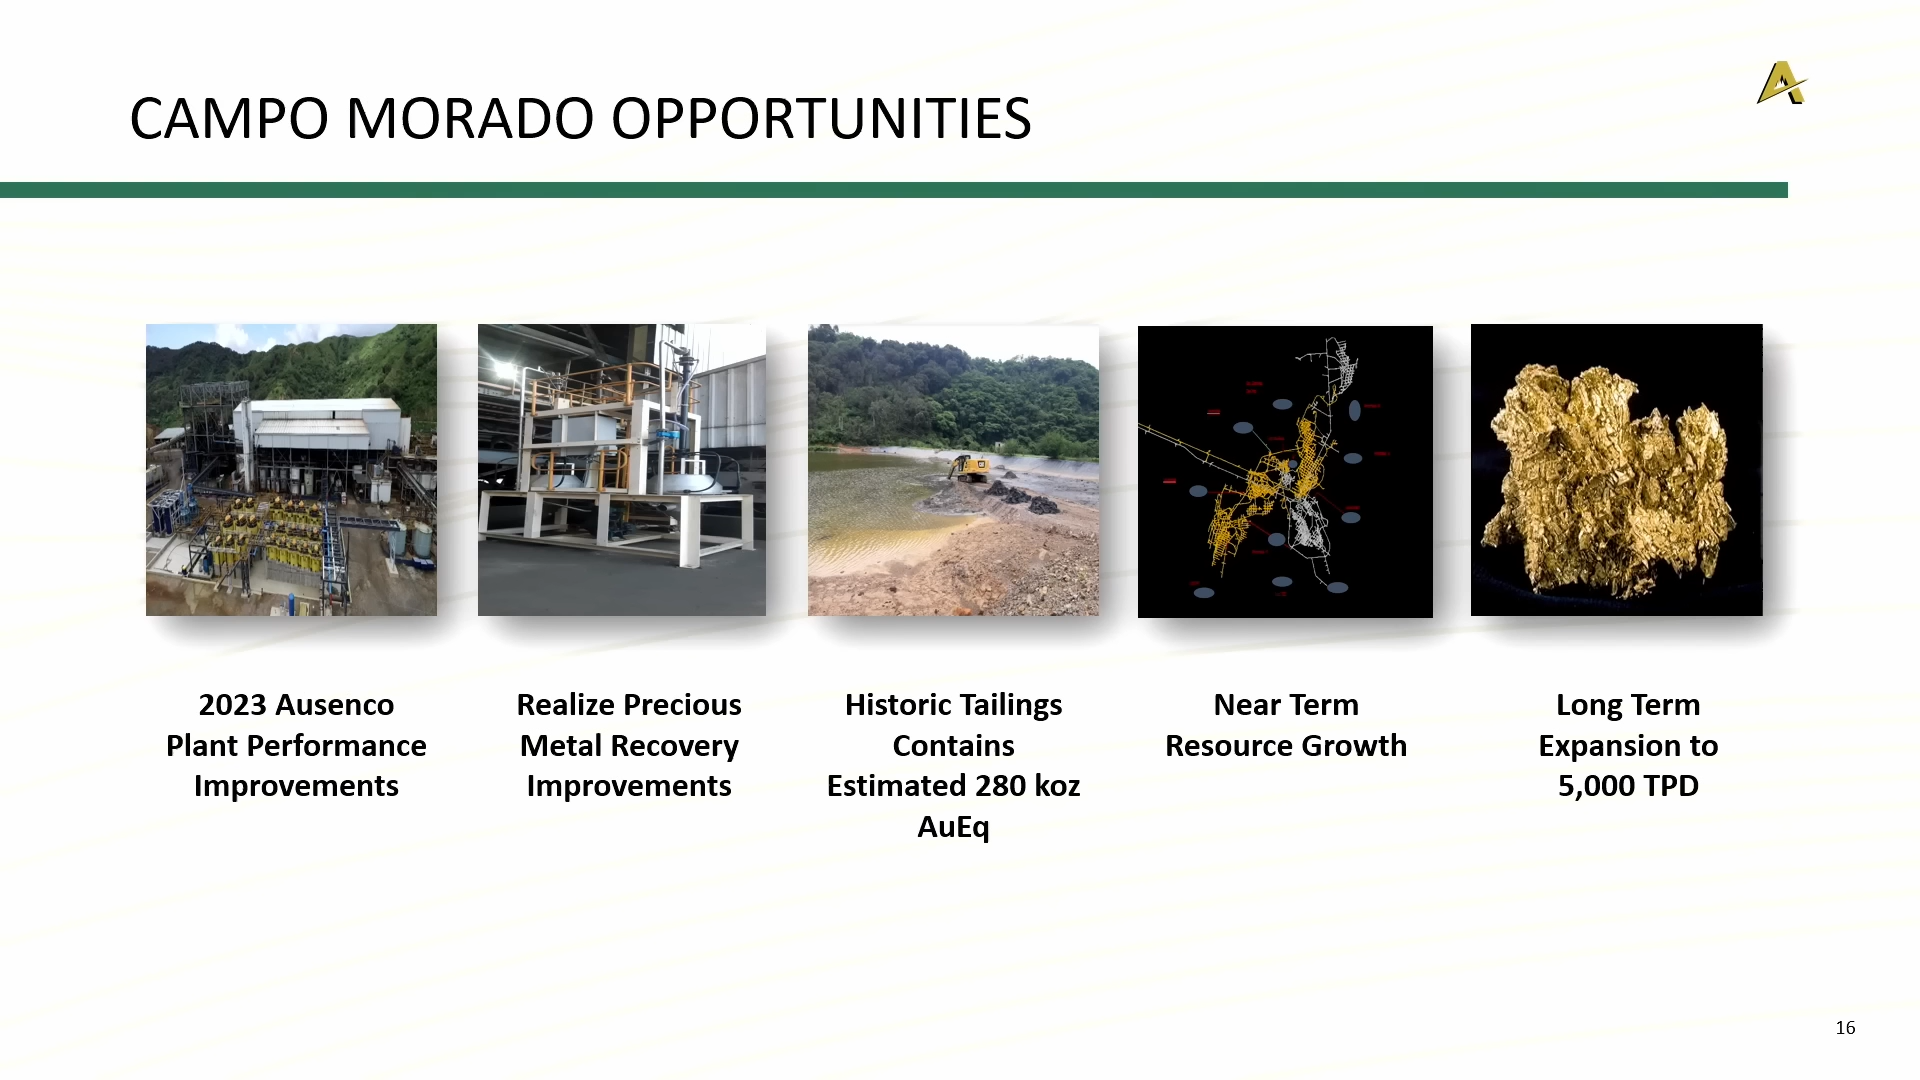 CAMPO MORADO OPPORTUNITIES
2023 Ausenco
Plant Performance
Improvements
Realize Precious
Metal Recovery
Improvements
Historic Tailings
Contains
Estimated 280 koz
AuEq
Near Term
Resource Growth
Long Term
Expansion to
5,000 TPD
16